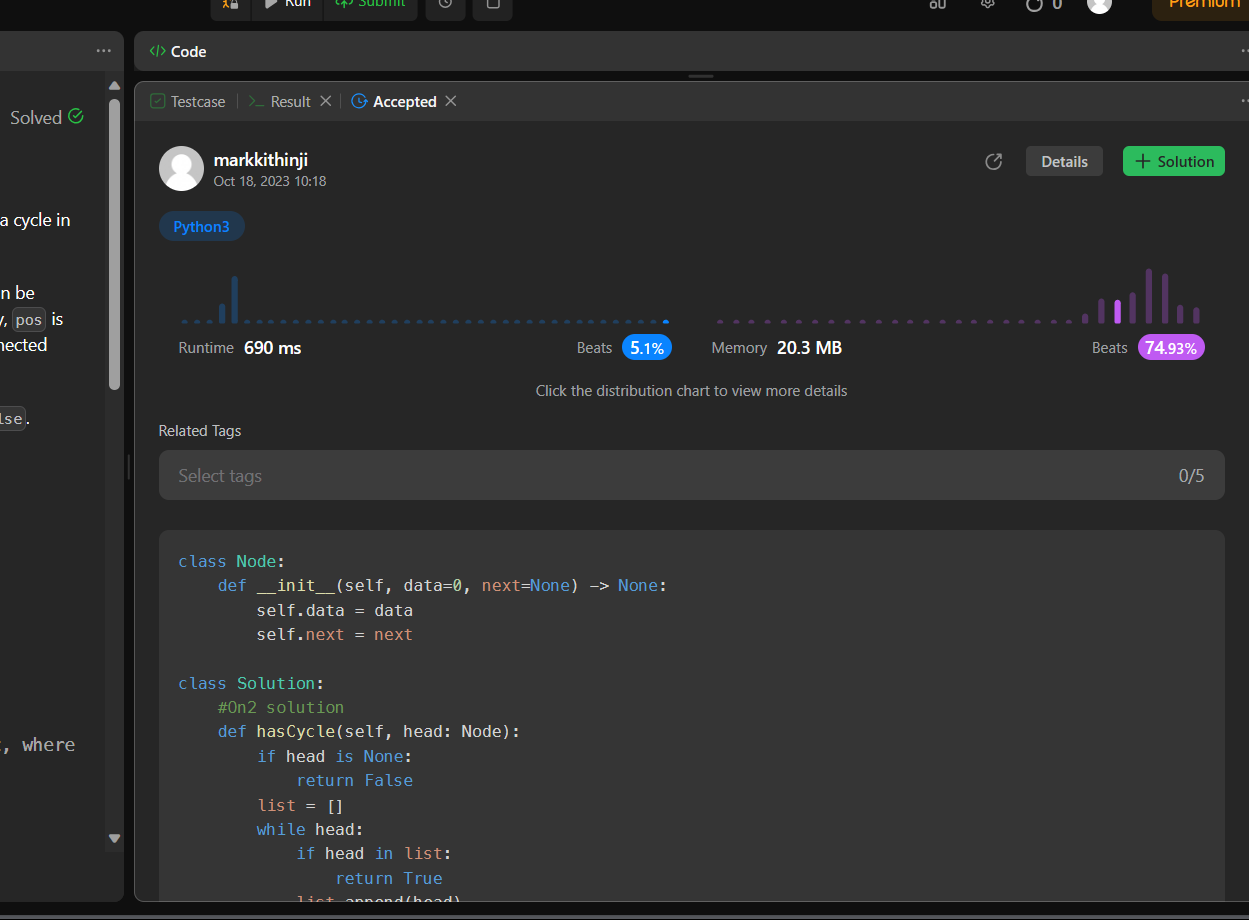 Run
Submit
0
Premium
Code
Testcase
Result
Accepted
Solved
markkithinji
Oct 18, 2023 10:18
Details
Solution
a cycle in
Python3
n be
pos is
nected
Runtime 690 ms
Beats 5.1%
Memory 20.3 MB
Beats 74.93%
Click the distribution chart to view more details
lse.
Related Tags
Select tags
0/5
class Node:
    def __init__(self, data=0, next=None) -> None:
        self.data = data
        self.next = next
class Solution:
    #On2 solution
    def hasCycle(self, head: Node):
        if head is None:
            return False
        list = []
        while head:
            if head in list:
                return True
            list.append(head)
, where